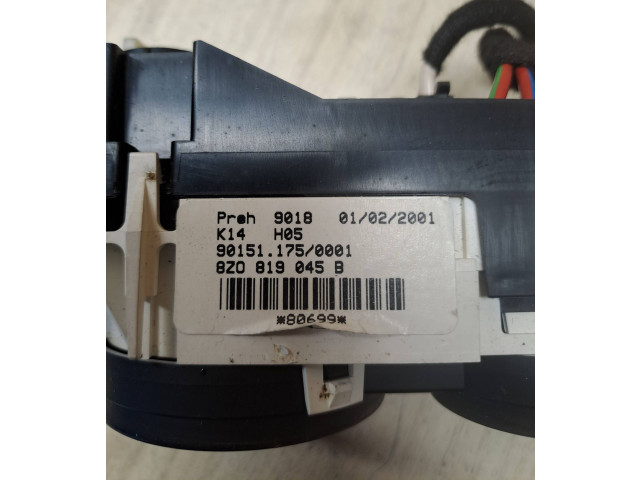 Preh 9018 01/02/2001
K14 H05
90151.175/0001
8Z0 819 045 B
*80699*